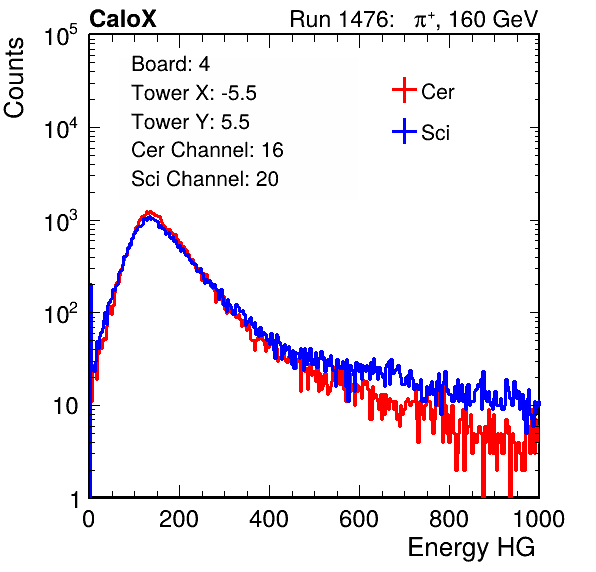 CaloX Run 1476: π⁺, 160 GeV
Counts
10⁵
10⁴
10³
10²
10
1
Board: 4
Tower X: -5.5
Tower Y: 5.5
Cer Channel: 16
Sci Channel: 20
Cer
Sci
0 200 400 600 800 1000
Energy HG